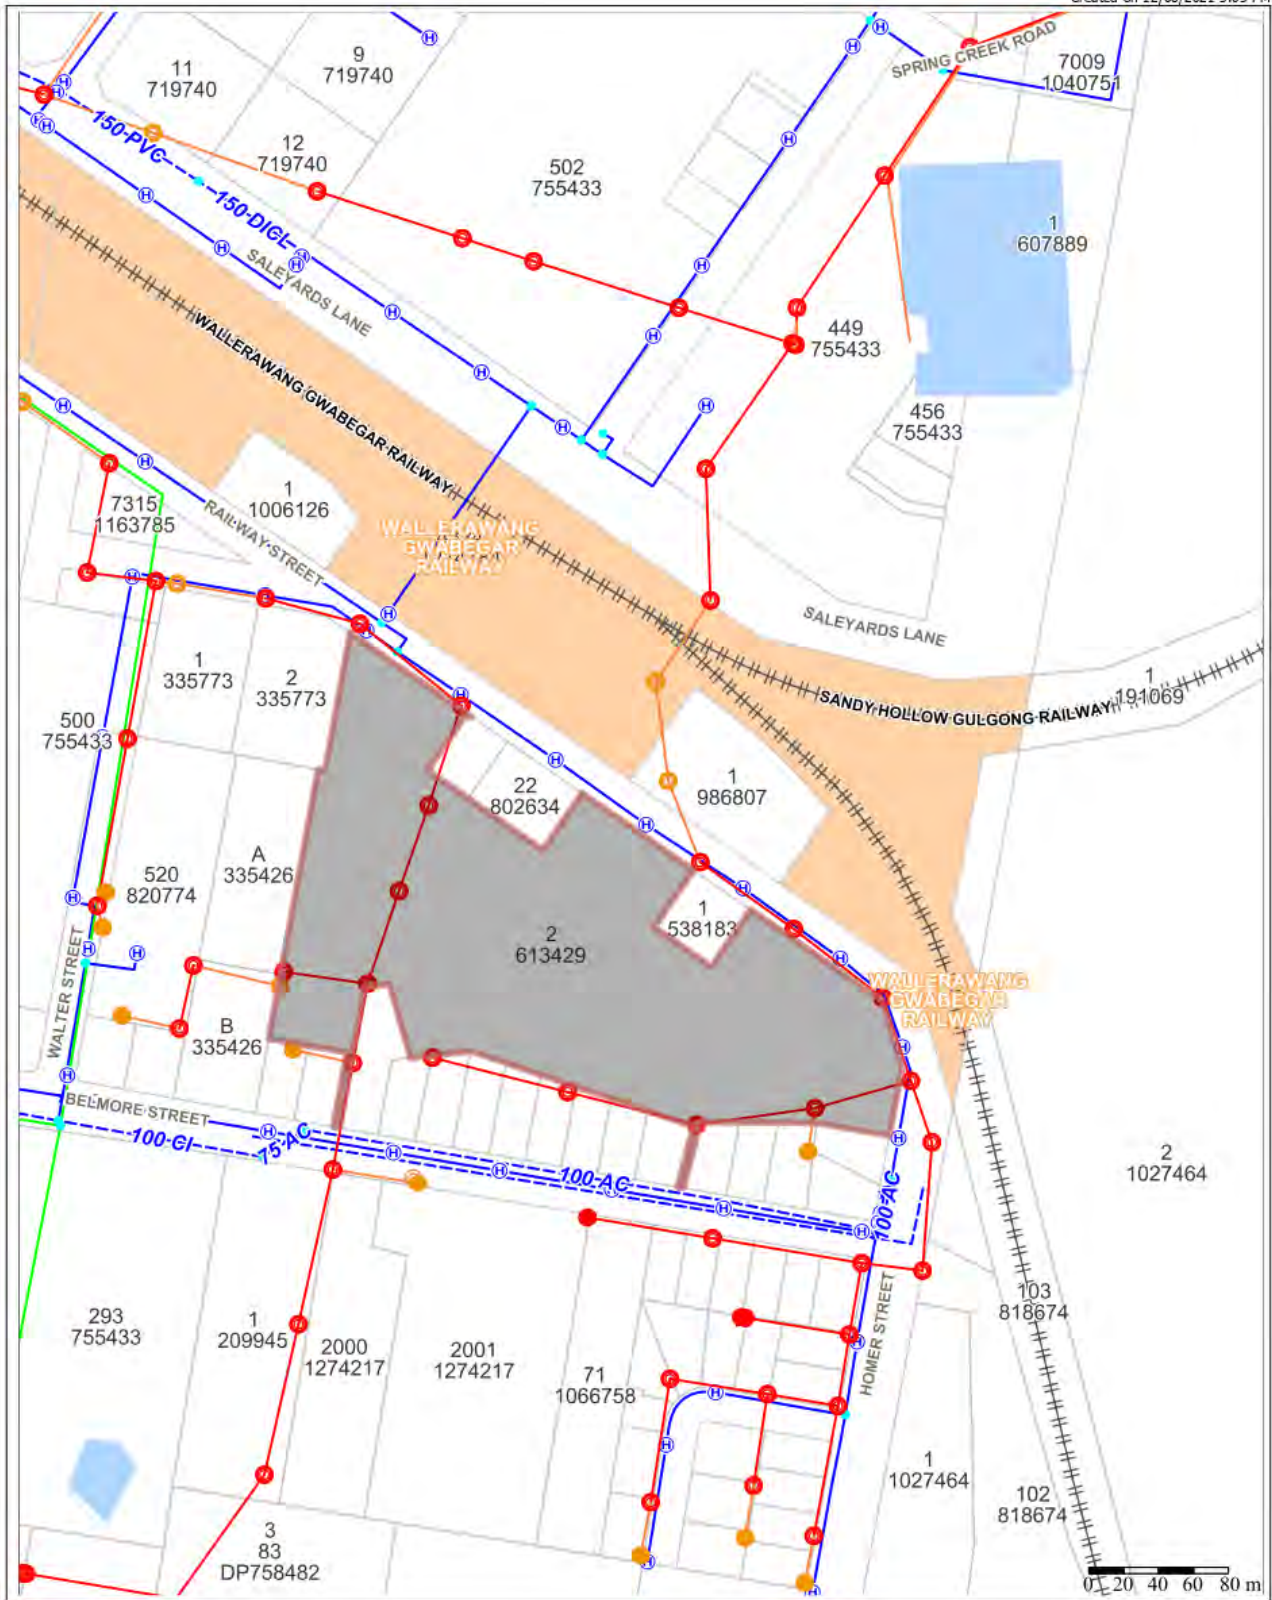 SPRING CREEK ROAD
7009
1040751
9
719740
11
719740
150 PVC
12
719740
502
755433
1
607889
150 DICL
SALEYARDS LANE
WALLERAWANG GWABEGAR RAILWAY
449
755433
456
755433
7315
1163785
1
1006126
RAILWAY STREET
WALLERAWANG
GWABEGAR
RAILWAY
SALEYARDS LANE
1
335773
2
335773
SANDY HOLLOW GULGONG RAILWAY
1
191069
500
755433
22
802634
1
986807
A
335426
520
820774
2
613429
1
538183
WALLERAWANG
GWABEGAR
RAILWAY
WALTER STREET
B
335426
BELMORE STREET
100 CI
75 AC
100 AC
100 AC
2
1027464
HOMER STREET
103
818674
293
755433
1
209945
2000
1274217
2001
1274217
71
1066758
1
1027464
102
818674
3
83
DP758482
0 20 40 60 80 m